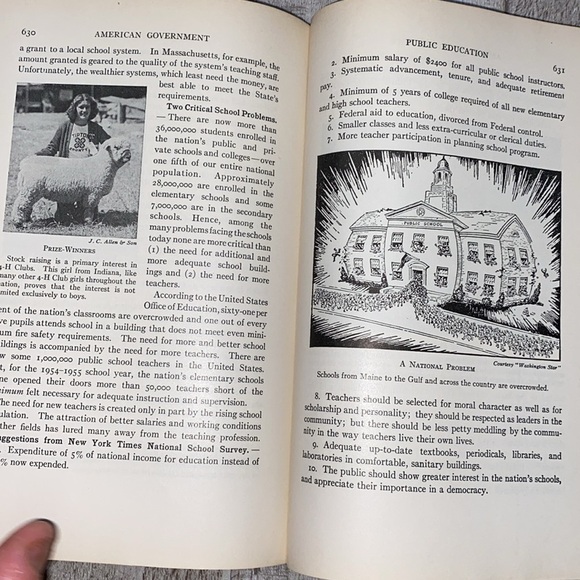 630 AMERICAN GOVERNMENT
a grant to a local school system. In Massachusetts, for example, the
amount granted is geared to the quality of the system's teaching staff.
Unfortunately, the wealthier systems, which least need the money, are
best able to meet the State's
requirements.
Two Critical School Problems.
— There are now more than
36,000,000 students enrolled in
the nation's public and pri-
vate schools and colleges — over
one fifth of our entire national
population. Approximately
28,000,000 are enrolled in the
elementary schools and some
7,000,000 are in the secondary
schools. Hence, among the
many problems facing the schools
today none are more critical than
(1) the need for additional and
more adequate school build-
ings and (2) the need for more
teachers.
According to the United States
Office of Education, sixty-one per
J. C. Allen & Son
PRIZE-WINNERS
Stock raising is a primary interest in
4-H Clubs. This girl from Indiana, like
many other 4-H Club girls throughout the
nation, proves that the interest is not
limited exclusively to boys.
ent of the nation's classrooms are overcrowded and one out of every
ve pupils attends school in a building that does not meet even mini-
um fire safety requirements. The need for more and better school
ildings is accompanied by the need for more teachers. There are
w some 1,000,000 public school teachers in the United States.
t, for the 1954–1955 school year, the nation's elementary schools
ne opened their doors more than 50,000 teachers short of the
nimum felt necessary for adequate instruction and supervision.
The need for new teachers is created only in part by the rising school
ulation. The attraction of better salaries and working conditions
ther fields has lured many away from the teaching profession.
ggestions from New York Times National School Survey. —
. Expenditure of 5% of national income for education instead of
% now expended.
PUBLIC EDUCATION 631
2. Minimum salary of $2400 for all public school instructors.
3. Systematic advancement, tenure, and adequate retirement
pay.
4. Minimum of 5 years of college required of all new elementary
and high school teachers.
5. Federal aid to education, divorced from Federal control.
6. Smaller classes and less extra-curricular or clerical duties.
7. More teacher participation in planning school program.
PUBLIC SCHOOL
Courtesy "Washington Star"
A NATIONAL PROBLEM
Schools from Maine to the Gulf and across the country are overcrowded.
8. Teachers should be selected for moral character as well as for
scholarship and personality; they should be respected as leaders in the
community; but there should be less petty meddling by the commu-
nity in the way teachers live their own lives.
9. Adequate up-to-date textbooks, periodicals, libraries, and
laboratories in comfortable, sanitary buildings.
10. The public should show greater interest in the nation's schools,
and appreciate their importance in a democracy.